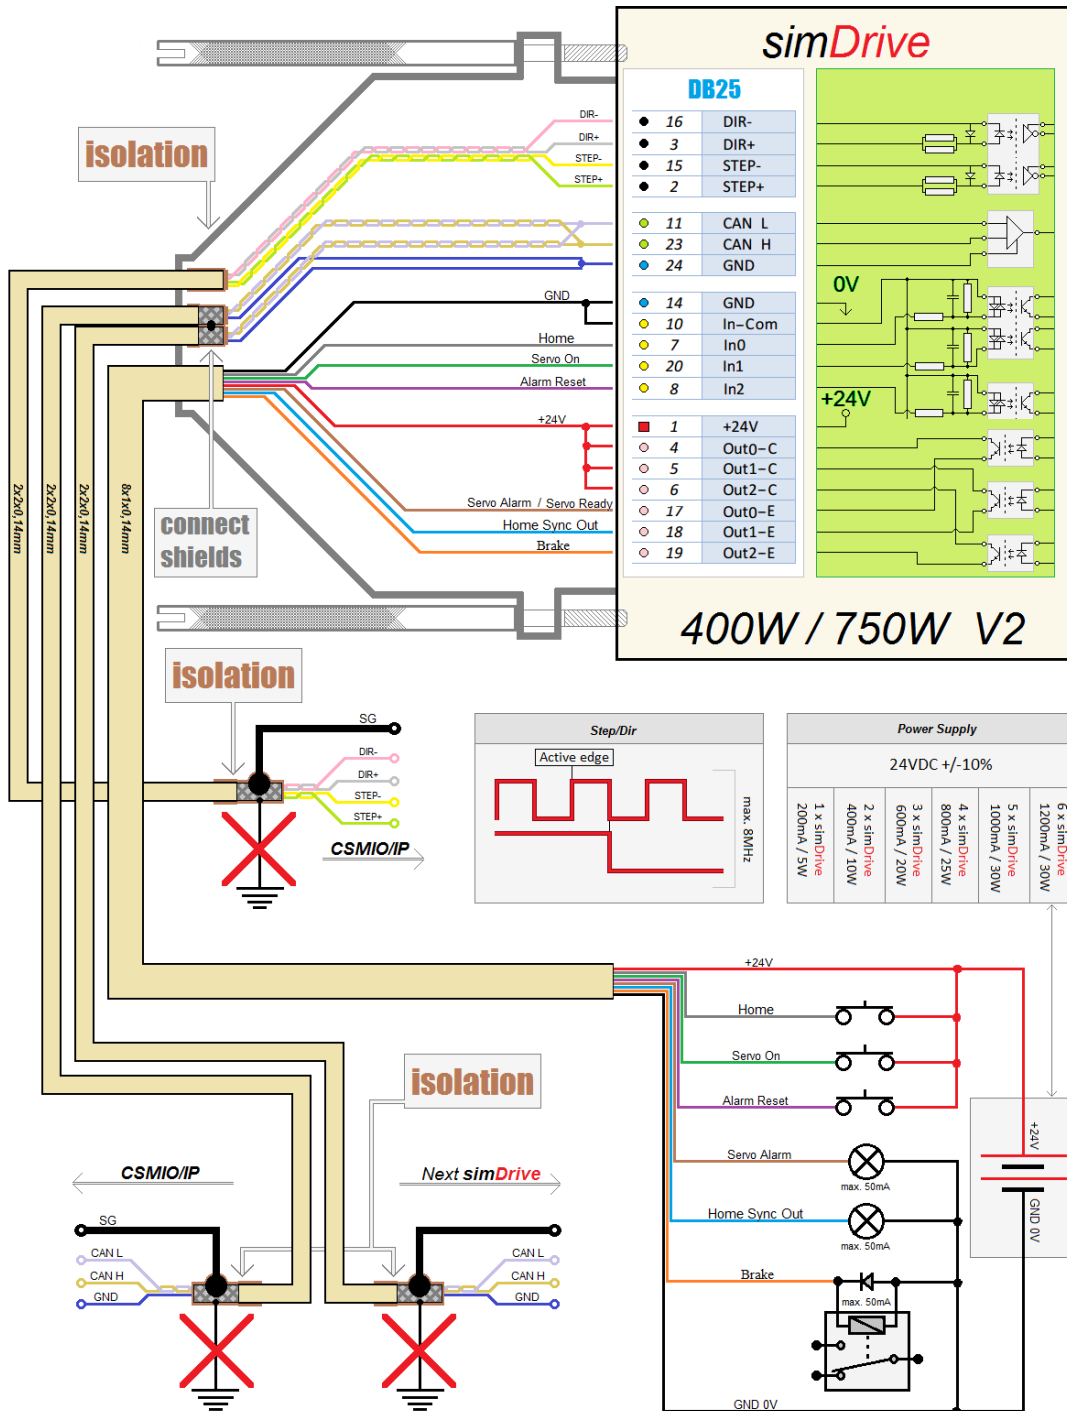 simDrive
DB25
16 DIR-
3 DIR+
15 STEP-
2 STEP+
11 CAN L
23 CAN H
24 GND
14 GND
10 In-Com
7 In0
20 In1
8 In2
1 +24V
4 Out0-C
5 Out1-C
6 Out2-C
17 Out0-E
18 Out1-E
19 Out2-E
0V
+24V
400W / 750W V2
isolation
DIR-
DIR+
STEP-
STEP+
GND
Home
Servo On
Alarm Reset
+24V
Servo Alarm / Servo Ready
Home Sync Out
Brake
2x2x0,14mm
2x2x0,14mm
2x2x0,14mm
8x1x0,14mm
connect
shields
isolation
SG
DIR-
DIR+
STEP-
STEP+
CSMIO/IP
Step/Dir
Active edge
max. 8MHz
Power Supply
24VDC +/-10%
1 x simDrive
200mA / 5W
2 x simDrive
400mA / 10W
3 x simDrive
600mA / 20W
4 x simDrive
800mA / 25W
5 x simDrive
1000mA / 30W
6 x simDrive
1200mA / 30W
+24V
Home
Servo On
Alarm Reset
Servo Alarm
max. 50mA
Home Sync Out
max. 50mA
Brake
max. 50mA
GND 0V
+24V
GND 0V
isolation
CSMIO/IP
Next simDrive
SG
CAN L
CAN H
GND
CAN L
CAN H
GND